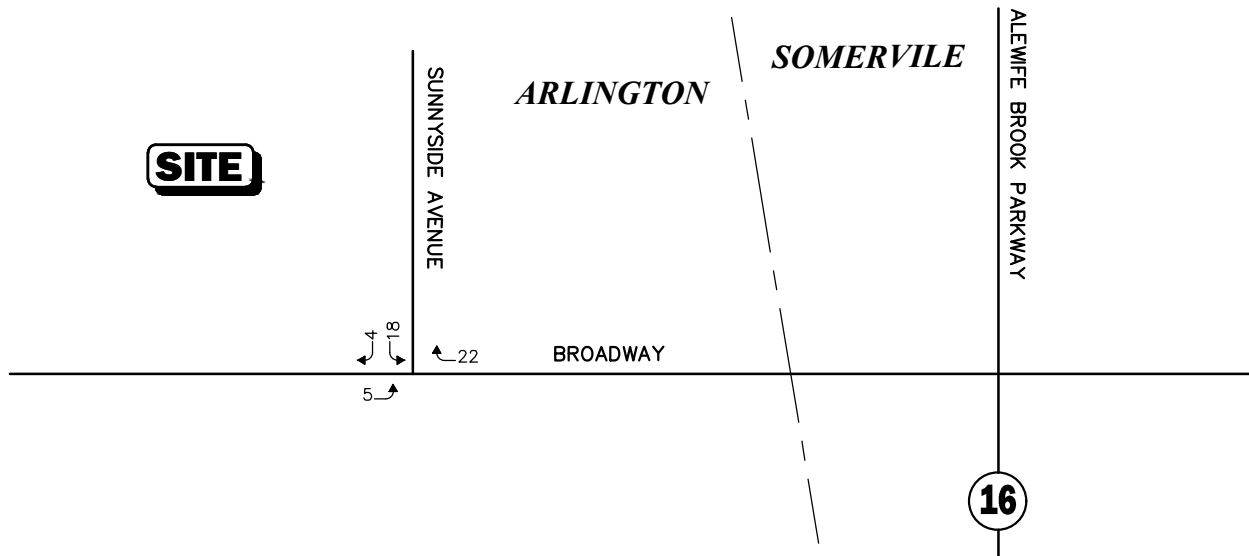 SOMERVILE
ARLINGTON
ALEWIFE BROOK PARKWAY
SUNNYSIDE AVENUE
SITE
4
18
22
BROADWAY
5
16